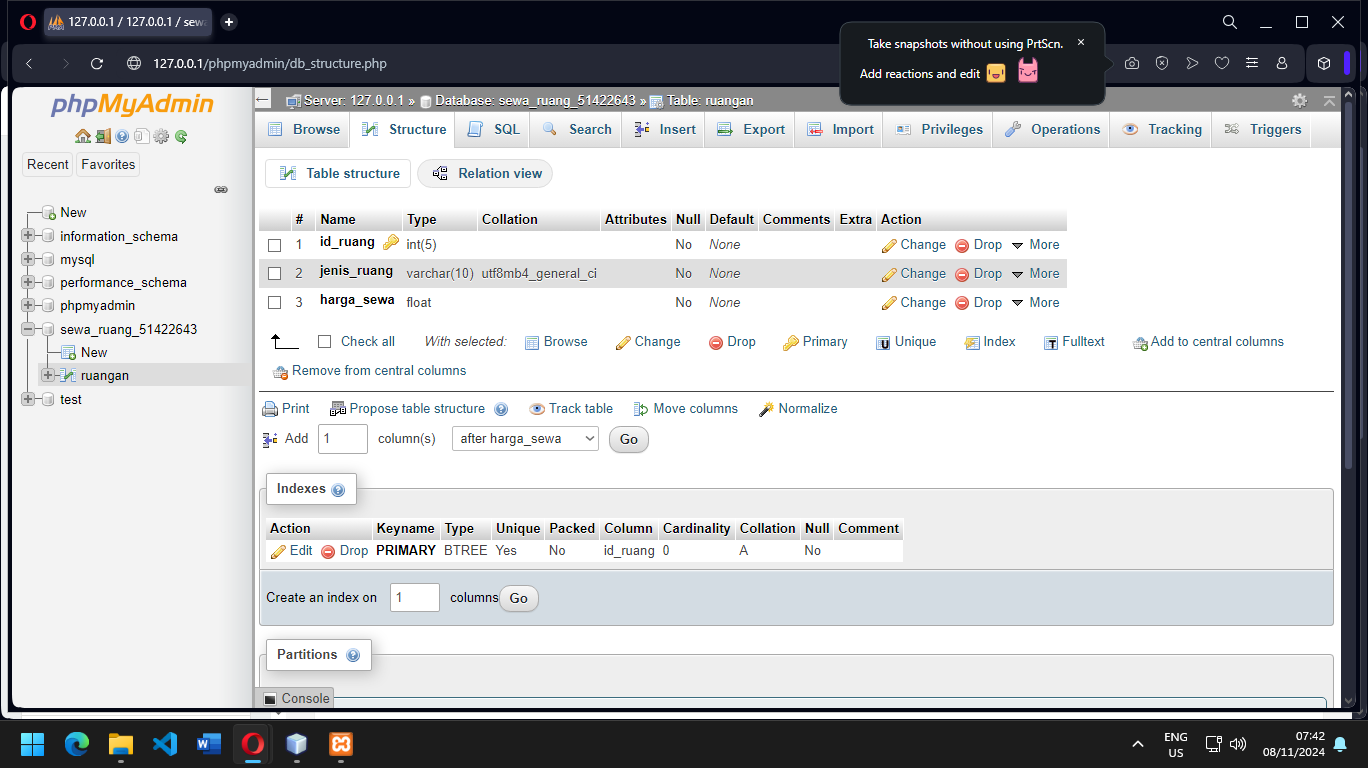 127.0.0.1 / 127.0.0.1 / sewa
Take snapshots without using PrtScn.
Add reactions and edit
127.0.0.1/phpmyadmin/db_structure.php
phpMyAdmin
Recent
Favorites
New
information_schema
mysql
performance_schema
phpmyadmin
sewa_ruang_51422643
New
ruangan
test
Server: 127.0.0.1 » Database: sewa_ruang_51422643 » Table: ruangan
Browse Structure SQL Search Insert Export Import Privileges Operations Tracking Triggers
Table structure Relation view
# Name Type Collation Attributes Null Default Comments Extra Action
1 id_ruang int(5) No None Change Drop More
2 jenis_ruang varchar(10) utf8mb4_general_ci No None Change Drop More
3 harga_sewa float No None Change Drop More
Check all With selected: Browse Change Drop Primary Unique Index Fulltext Add to central columns
Remove from central columns
Print Propose table structure Track table Move columns Normalize
Add 1 column(s) after harga_sewa Go
Indexes
Action Keyname Type Unique Packed Column Cardinality Collation Null Comment
Edit Drop PRIMARY BTREE Yes No id_ruang 0 A No
Create an index on 1 columns Go
Partitions
Console
ENG
US
07:42
08/11/2024